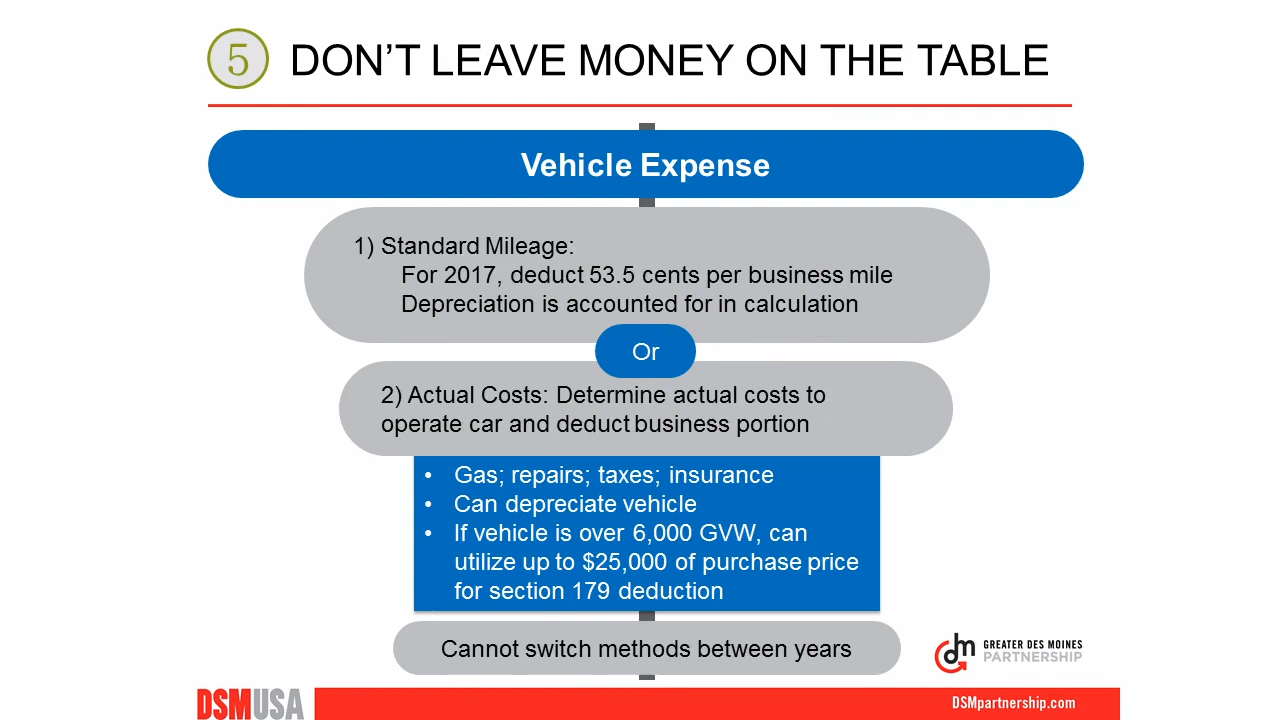 5 DON'T LEAVE MONEY ON THE TABLE
Vehicle Expense
1) Standard Mileage:
For 2017, deduct 53.5 cents per business mile
Depreciation is accounted for in calculation
Or
2) Actual Costs: Determine actual costs to
operate car and deduct business portion
• Gas; repairs; taxes; insurance
• Can depreciate vehicle
• If vehicle is over 6,000 GVW, can
utilize up to $25,000 of purchase price
for section 179 deduction
Cannot switch methods between years
dm
GREATER DES MOINES
PARTNERSHIP
DSMUSA
DSMpartnership.com